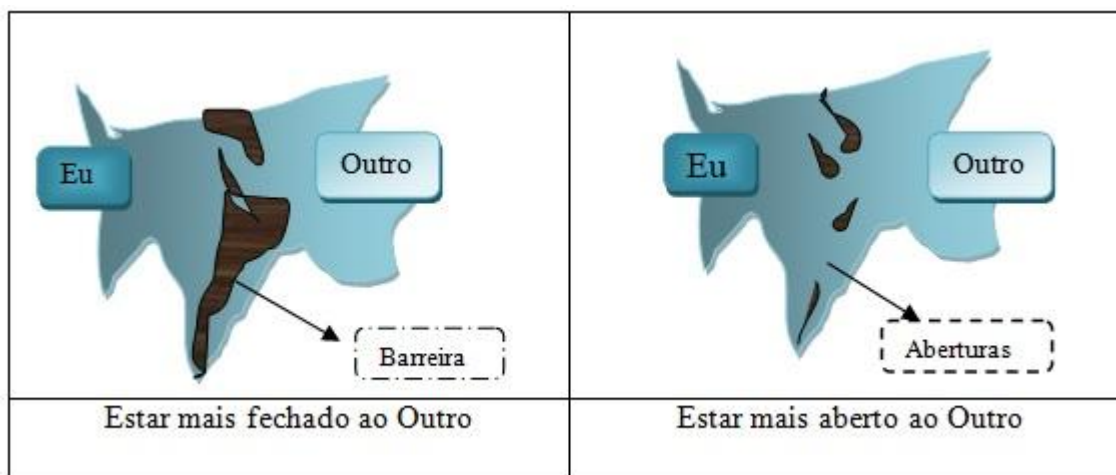 Eu
Outro
Barreira
Estar mais fechado ao Outro
Eu
Outro
Aberturas
Estar mais aberto ao Outro